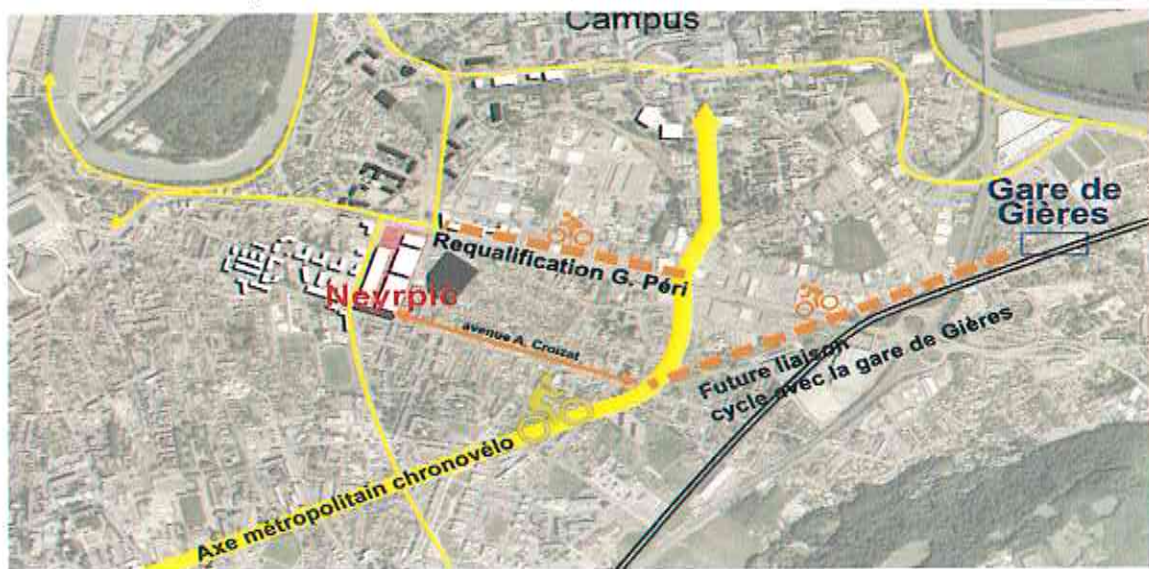 Campus
Gare de
Gières
Requalification G. Péri
Neyrpic
avenue A. Croizat
Future liaison
cycle avec la gare de Gières
Axe métropolitain chronovélo